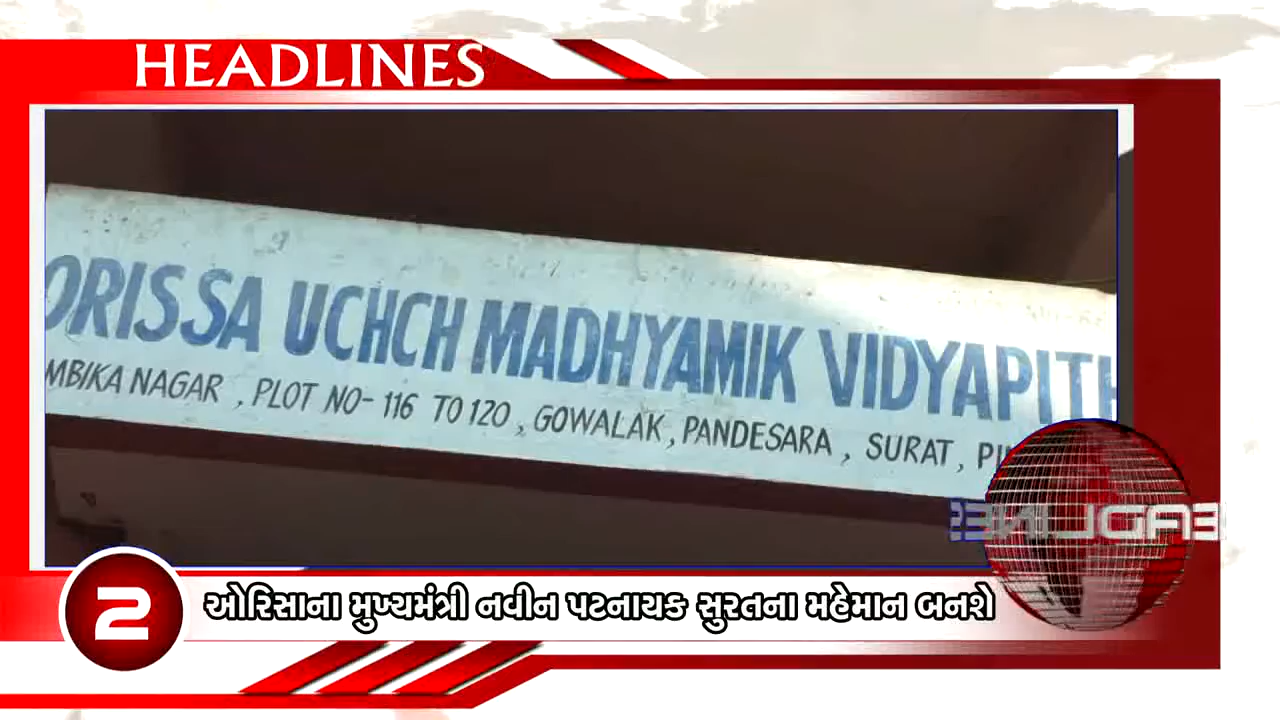 HEADLINES
ORISSA UCHCH MADHYAMIK VIDYAPITH
MBIKA NAGAR , PLOT NO- 116 TO 120 , GOWALAK , PANDESARA , SURAT ,
2 ઓરિસાના મુખ્યમંત્રી નવીન પટનાયક સુરતના મહેમાન બનશે